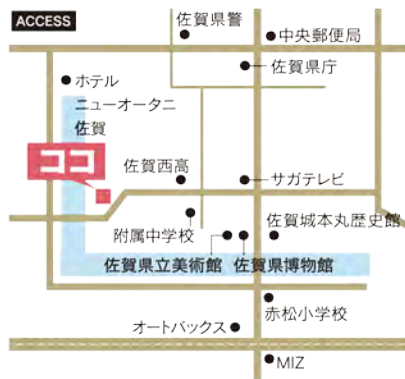 ACCESS
佐賀県警
中央郵便局
佐賀県庁
ホテル
ニューオータニ
佐賀
ココ
佐賀西高
サガテレビ
附属中学校
佐賀城本丸歴史館
佐賀県立美術館
佐賀県博物館
赤松小学校
オートバックス
MIZ